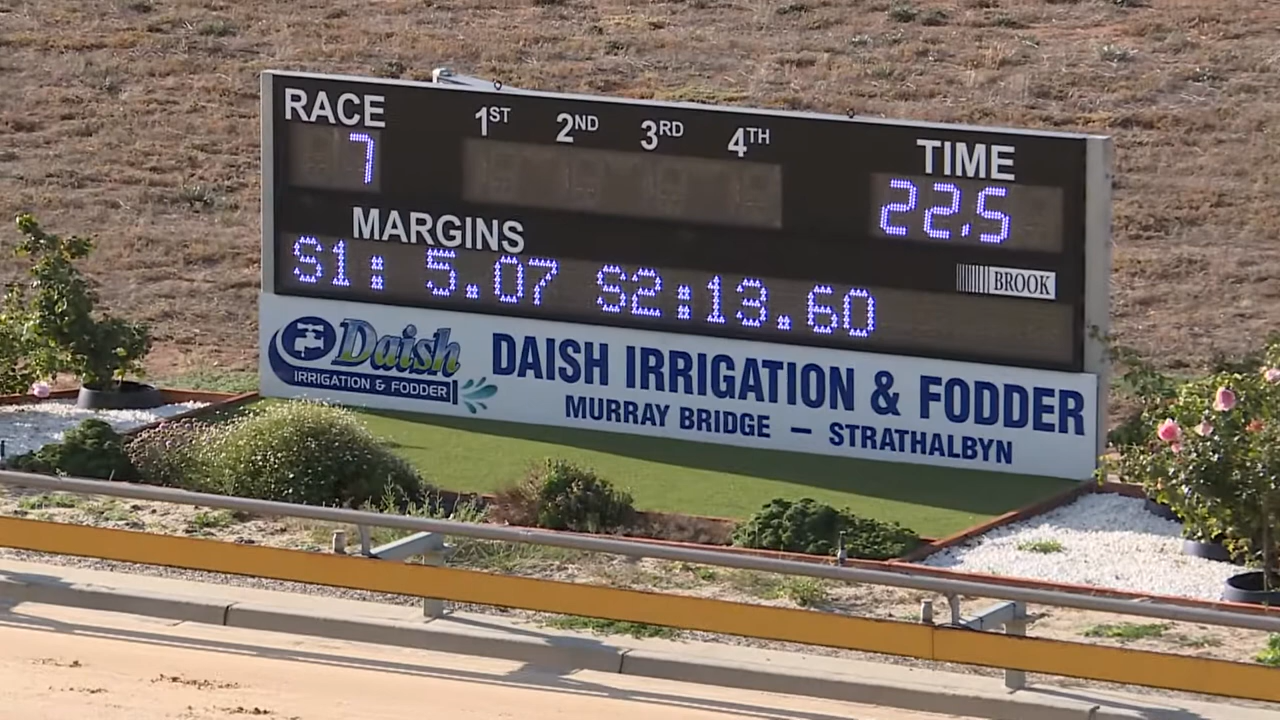 RACE 1ST 2ND 3RD 4TH TIME
7 22.5
MARGINS
S1: 5.07 S2:13.60
BROOK
Daish
IRRIGATION & FODDER
DAISH IRRIGATION & FODDER
MURRAY BRIDGE – STRATHALBYN